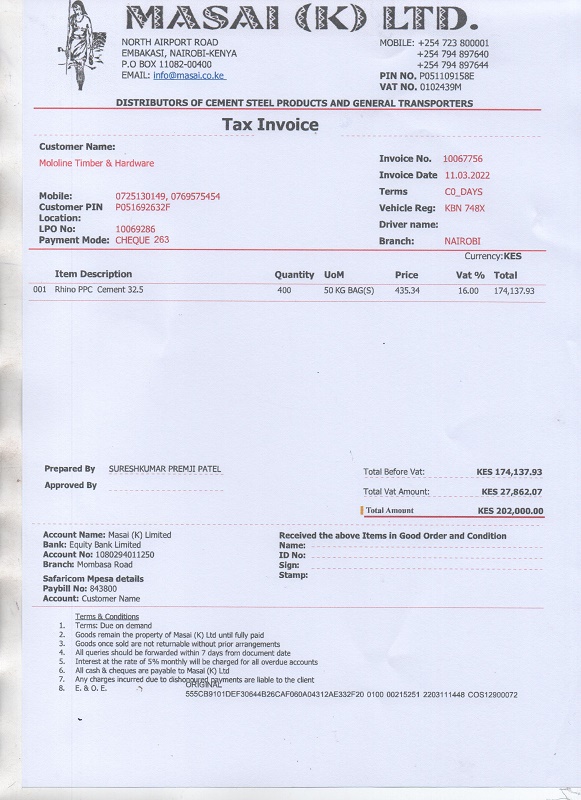 MASAI (K) LTD.
NORTH AIRPORT ROAD
EMBAKASI, NAIROBI-KENYA
P.O BOX 11082-00400
EMAIL: info@masai.co.ke
MOBILE: +254 723 800001
+254 794 897640
+254 794 897644
PIN NO. P051109158E
VAT NO. 0102439M
DISTRIBUTORS OF CEMENT STEEL PRODUCTS AND GENERAL TRANSPORTERS
Tax Invoice
Customer Name:
Mololine Timber & Hardware
Mobile: 0725130149, 0769575454
Customer PIN P051692632F
Location:
LPO No: 10069286
Payment Mode: CHEQUE 263
Invoice No. 10067756
Invoice Date 11.03.2022
Terms C0_DAYS
Vehicle Reg: KBN 748X
Driver name:
Branch: NAIROBI
Currency:KES
Item Description Quantity UoM Price Vat % Total
001 Rhino PPC Cement 32.5 400 50 KG BAG(S) 435.34 16.00 174,137.93
Prepared By SURESHKUMAR PREMJI PATEL
Approved By
Total Before Vat: KES 174,137.93
Total Vat Amount: KES 27,862.07
Total Amount KES 202,000.00
Account Name: Masai (K) Limited
Bank: Equity Bank Limited
Account No: 1080294011250
Branch: Mombasa Road
Safaricom Mpesa details
Paybill No: 843800
Account: Customer Name
Received the above Items in Good Order and Condition
Name:
ID No:
Sign:
Stamp:
Terms & Conditions
1. Terms: Due on demand
2. Goods remain the property of Masai (K) Ltd until fully paid
3. Goods once sold are not returnable without prior arrangements
4. All queries should be forwarded within 7 days from document date
5. Interest at the rate of 5% monthly will be charged for all overdue accounts
6. All cash & cheques are payable to Masai (K) Ltd
7. Any charges incurred due to dishonoured payments are liable to the client
8. E. & O. E.
ORIGINAL
555CB9101DEF30644B26CAF060A04312AE332F20 0100 00215251 2203111448 COS12900072